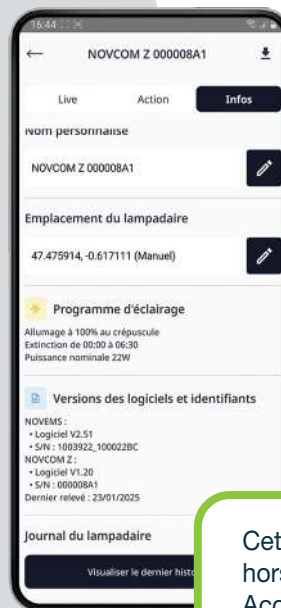 16:44
NOVCOM Z 000008A1
Live Action Infos
Nom personnalisé
NOVCOM Z 000008A1
Emplacement du lampadaire
47.475914, -0.617111 (Manuel)
Programme d'éclairage
Allumage à 100% au crépuscule
Extinction de 00:00 à 06:30
Puissance nominale 22W
Versions des logiciels et identifiants
NOVEMS :
• Logiciel V2.51
• S/N : 1003922_100022BC
NOVCOM Z :
• Logiciel V1.20
• S/N : 000008A1
Dernier relevé : 23/01/2025
Journal du lampadaire
Visualiser le dernier histo
Cet
hors
Acc